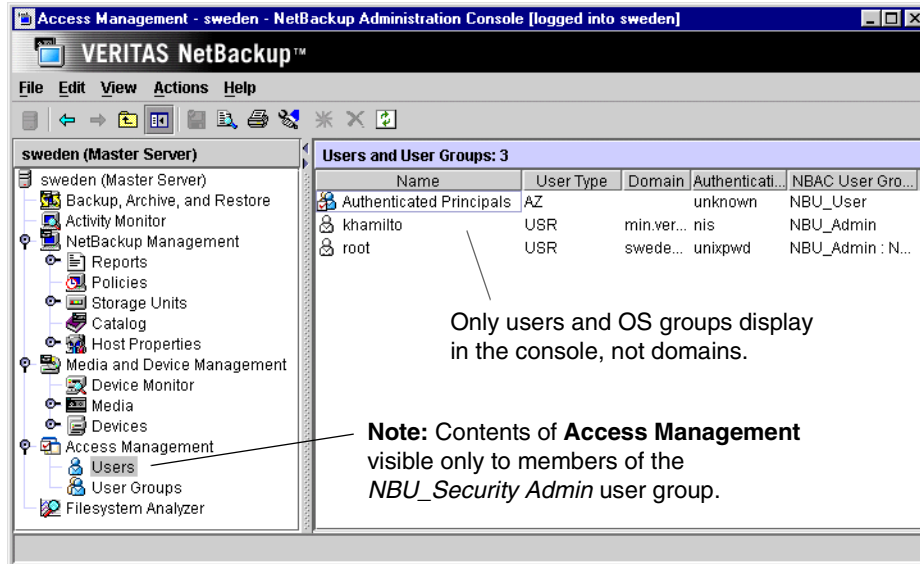 Access Management - sweden - NetBackup Administration Console [logged into sweden]
VERITAS NetBackup™
File Edit View Actions Help
sweden (Master Server)
sweden (Master Server)
Backup, Archive, and Restore
Activity Monitor
NetBackup Management
Reports
Policies
Storage Units
Catalog
Host Properties
Media and Device Management
Device Monitor
Media
Devices
Access Management
Users
User Groups
Filesystem Analyzer
Users and User Groups: 3
Name User Type Domain Authenticati... NBAC User Gro...
Authenticated Principals AZ unknown NBU_User
khamilto USR min.ver... nis NBU_Admin
root USR swede... unixpwd NBU_Admin : N...
Only users and OS groups display
in the console, not domains.
Note: Contents of Access Management
visible only to members of the
NBU_Security Admin user group.